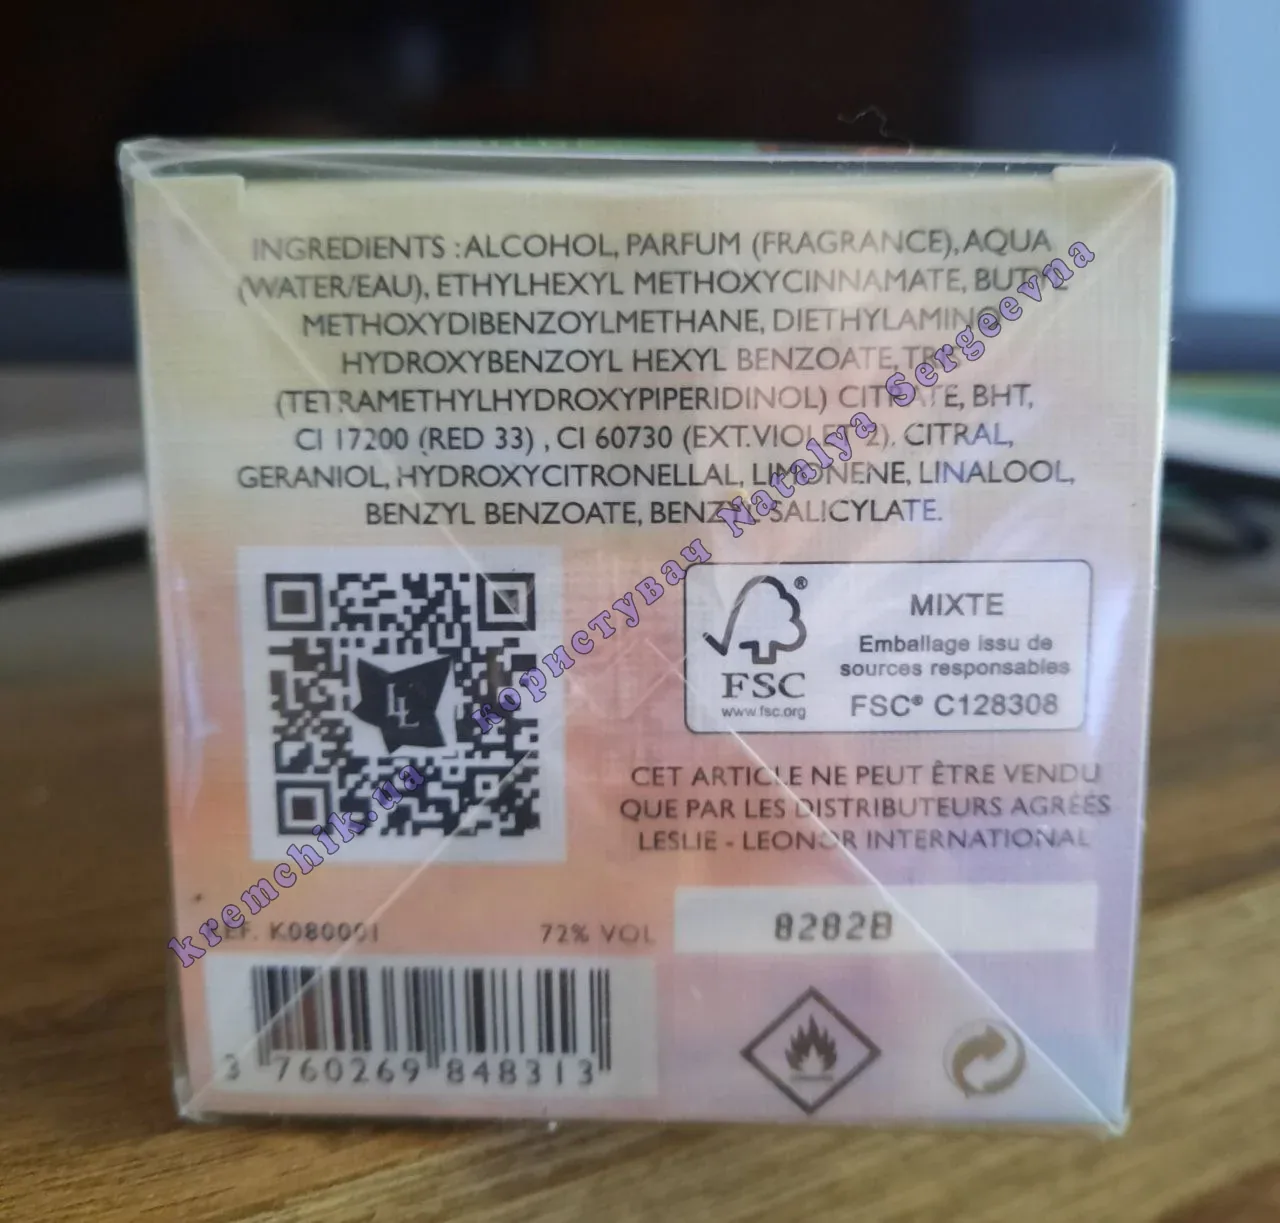 INGREDIENTS : ALCOHOL, PARFUM (FRAGRANCE), AQUA
(WATER/EAU), ETHYLHEXYL METHOXYCINNAMATE, BUTYL
METHOXYDIBENZOYLMETHANE, DIETHYLAMINO
HYDROXYBENZOYL HEXYL BENZOATE, TRIS
(TETRAMETHYLHYDROXYPIPERIDINOL) CITRATE, BHT,
CI 17200 (RED 33) , CI 60730 (EXT.VIOLET 2). CITRAL,
GERANIOL, HYDROXYCITRONELLAL, LIMONENE, LINALOOL,
BENZYL BENZOATE, BENZYL SALICYLATE.
LL
FSC
www.fsc.org
MIXTE
Emballage issu de
sources responsables
FSC® C128308
CET ARTICLE NE PEUT ÊTRE VENDU
QUE PAR LES DISTRIBUTEURS AGRÉÉS
LESLIE - LEONOR INTERNATIONAL
REF. K080001
72% VOL
8282B
3 760269 848313
kremchik.ua користувач Natalya Sergeevna